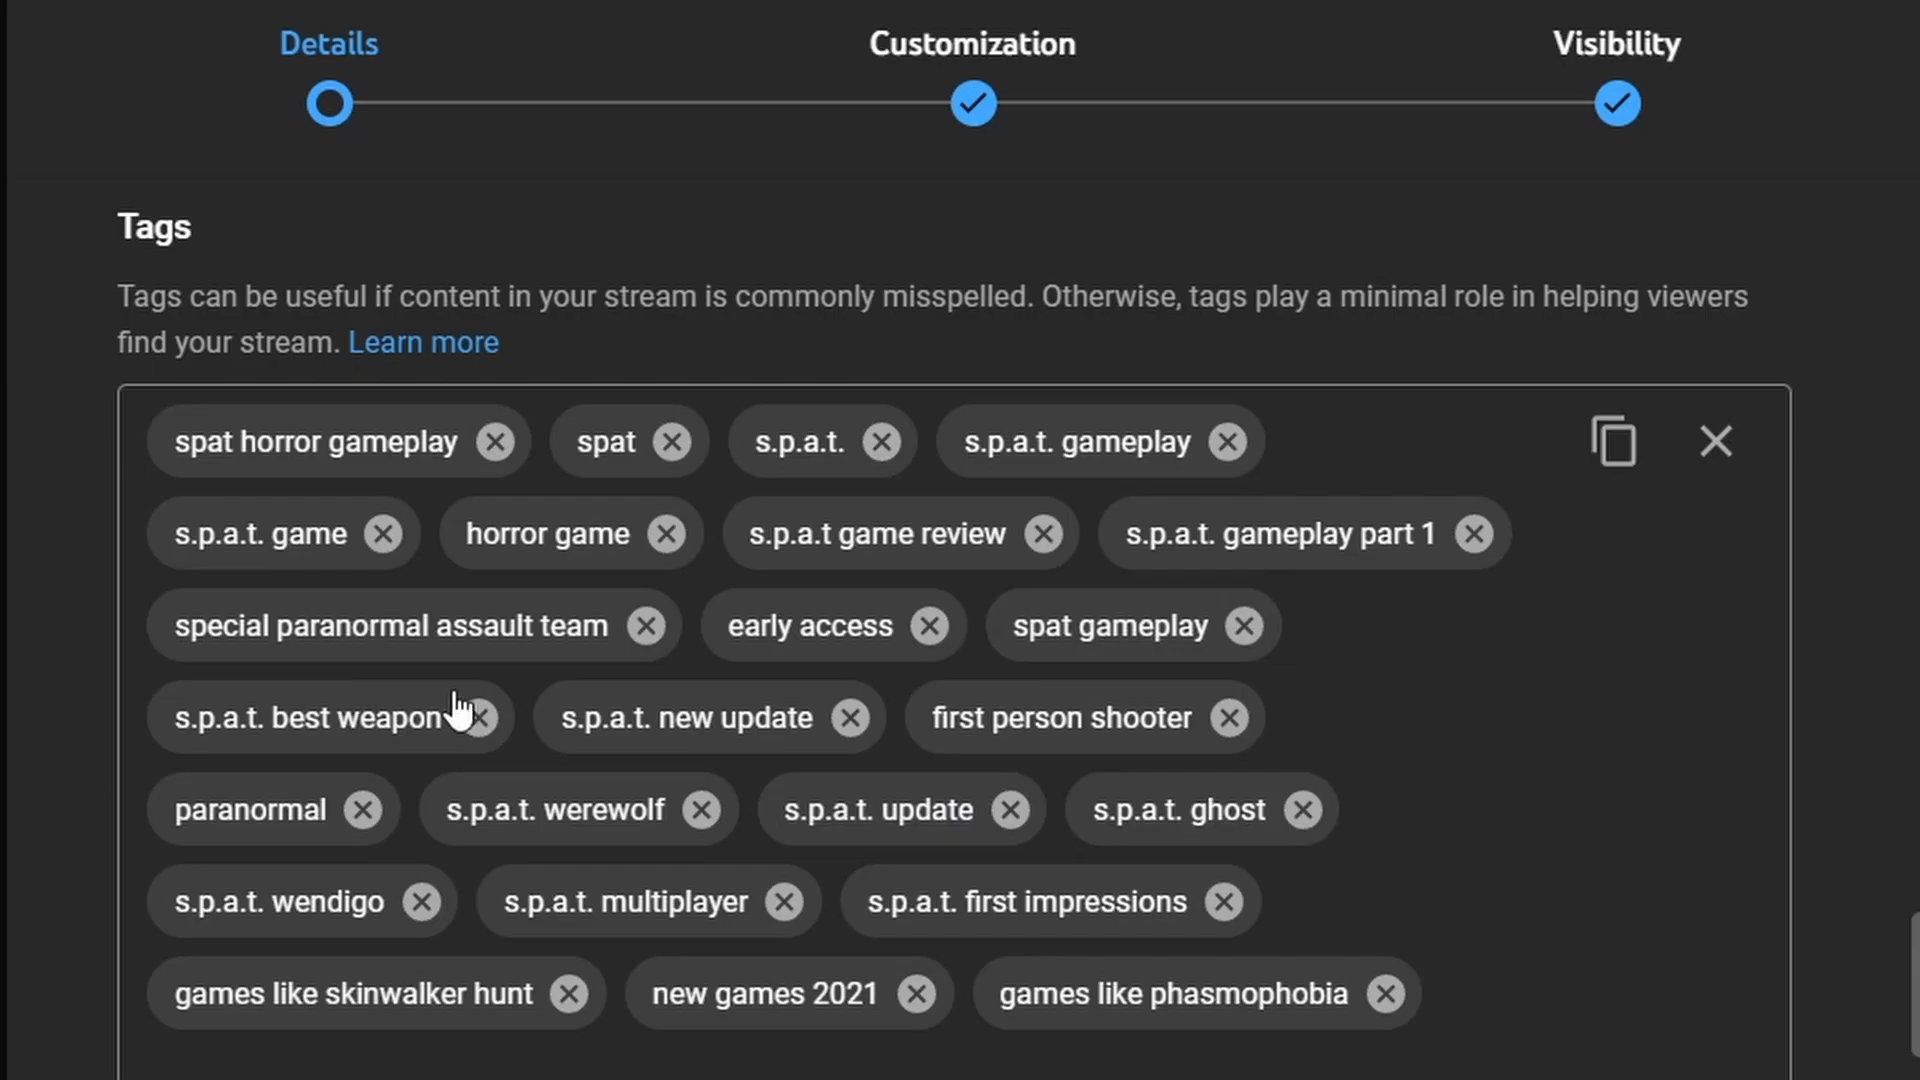 Details Customization Visibility
Tags
Tags can be useful if content in your stream is commonly misspelled. Otherwise, tags play a minimal role in helping viewers
find your stream. Learn more
spat horror gameplay spat s.p.a.t. s.p.a.t. gameplay
s.p.a.t. game horror game s.p.a.t game review s.p.a.t. gameplay part 1
special paranormal assault team early access spat gameplay
s.p.a.t. best weapon s.p.a.t. new update first person shooter
paranormal s.p.a.t. werewolf s.p.a.t. update s.p.a.t. ghost
s.p.a.t. wendigo s.p.a.t. multiplayer s.p.a.t. first impressions
games like skinwalker hunt new games 2021 games like phasmophobia